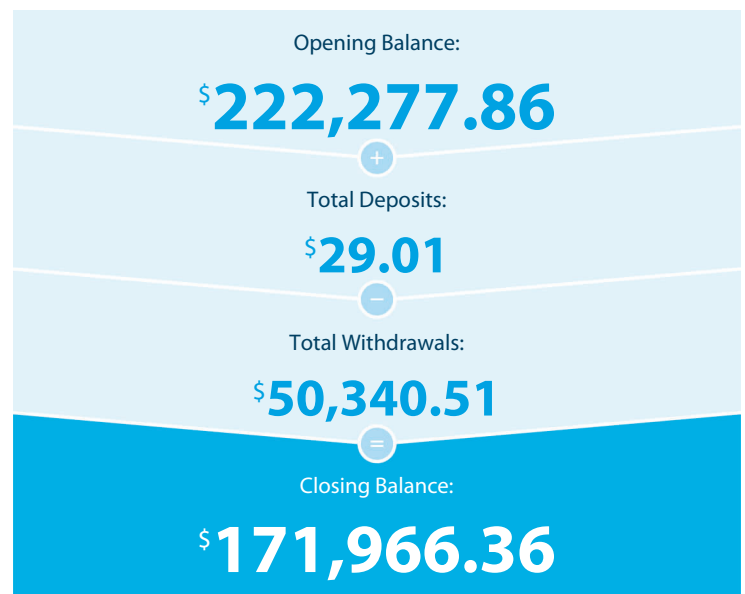 Opening Balance:
$222,277.86
+
Total Deposits:
$29.01
−
Total Withdrawals:
$50,340.51
=
Closing Balance:
$171,966.36